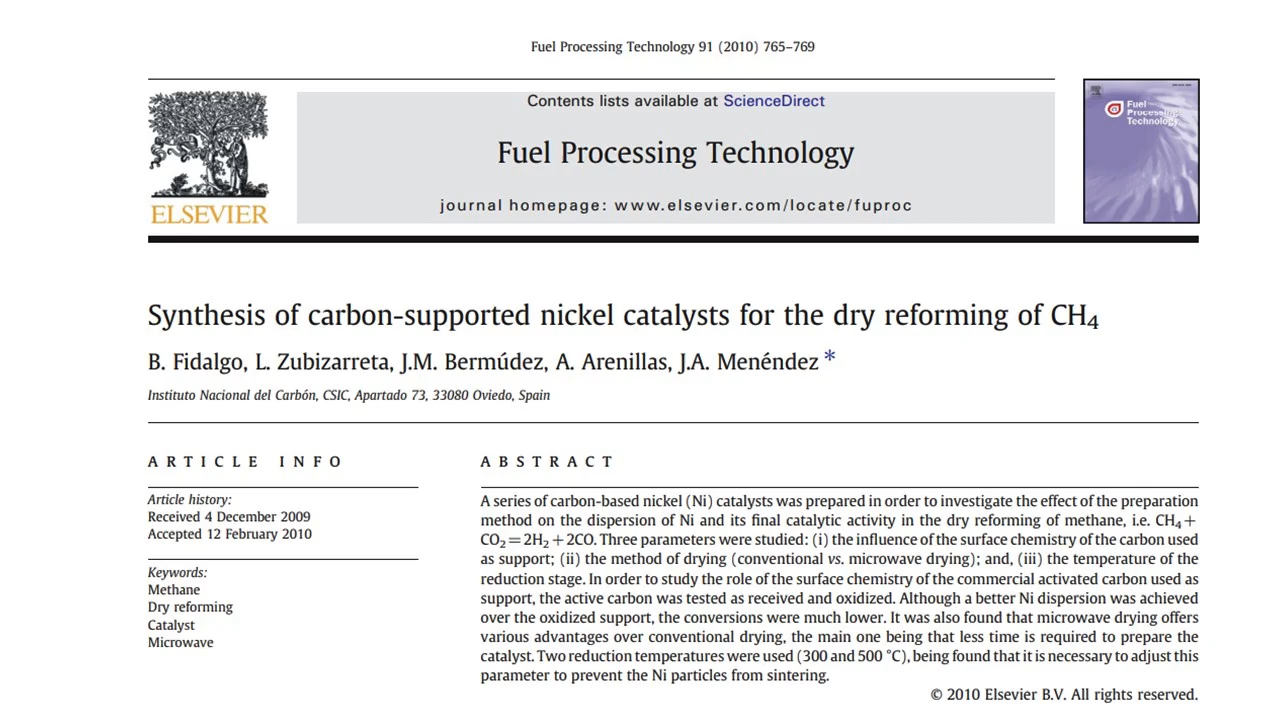 Fuel Processing Technology 91 (2010) 765–769
Contents lists available at ScienceDirect
Fuel Processing Technology
journal homepage: www.elsevier.com/locate/fuproc
ELSEVIER
Fuel
Processing
Technology
Synthesis of carbon-supported nickel catalysts for the dry reforming of CH4
B. Fidalgo, L. Zubizarreta, J.M. Bermúdez, A. Arenillas, J.A. Menéndez *
Instituto Nacional del Carbón, CSIC, Apartado 73, 33080 Oviedo, Spain
ARTICLE INFO
Article history:
Received 4 December 2009
Accepted 12 February 2010
Keywords:
Methane
Dry reforming
Catalyst
Microwave
ABSTRACT
A series of carbon-based nickel (Ni) catalysts was prepared in order to investigate the effect of the preparation
method on the dispersion of Ni and its final catalytic activity in the dry reforming of methane, i.e. CH4+
CO2=2H2+2CO. Three parameters were studied: (i) the influence of the surface chemistry of the carbon used
as support; (ii) the method of drying (conventional vs. microwave drying); and, (iii) the temperature of the
reduction stage. In order to study the role of the surface chemistry of the commercial activated carbon used as
support, the active carbon was tested as received and oxidized. Although a better Ni dispersion was achieved
over the oxidized support, the conversions were much lower. It was also found that microwave drying offers
various advantages over conventional drying, the main one being that less time is required to prepare the
catalyst. Two reduction temperatures were used (300 and 500 °C), being found that it is necessary to adjust this
parameter to prevent the Ni particles from sintering.
© 2010 Elsevier B.V. All rights reserved.